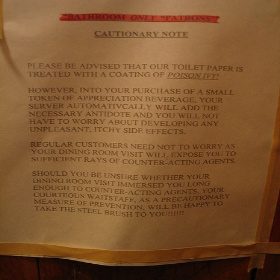 "BATHROOM ONLY "PATRONS"
CAUTIONARY NOTE
PLEASE BE ADVISED THAT OUR TOILET PAPER IS
TREATED WITH A COATING OF POISON IVY!
HOWEVER, INTO YOUR PURCHASE OF A SMALL
TOKEN OF APPRECIATION BEVERAGE, YOUR
SERVER AUTOMATICALLY WILL ADD THE
NECESSARY ANTIDOTE AND YOU WILL NOT
HAVE TO WORRY ABOUT DEVELOPING ANY
UNPLEASANT, ITCHY SIDE EFFECTS.
REGULAR CUSTOMERS NEED NOT TO WORRY AS
YOUR DINING ROOM VISIT WILL EXPOSE YOU TO
SUFFICIENT RAYS OF COUNTER-ACTING AGENTS.
SHOULD YOU BE UNSURE WHETHER YOUR
DINING ROOM VISIT IMMERSED YOU LONG
ENOUGH TO COUNTER-ACTING AGENTS, YOUR
COURTEOUS WAITSTAFF, AS A PRECAUTIONARY
MEASURE OF PREVENTION, WILL BE HAPPY TO
TAKE THE STEEL BRUSH TO YOU!!!!!